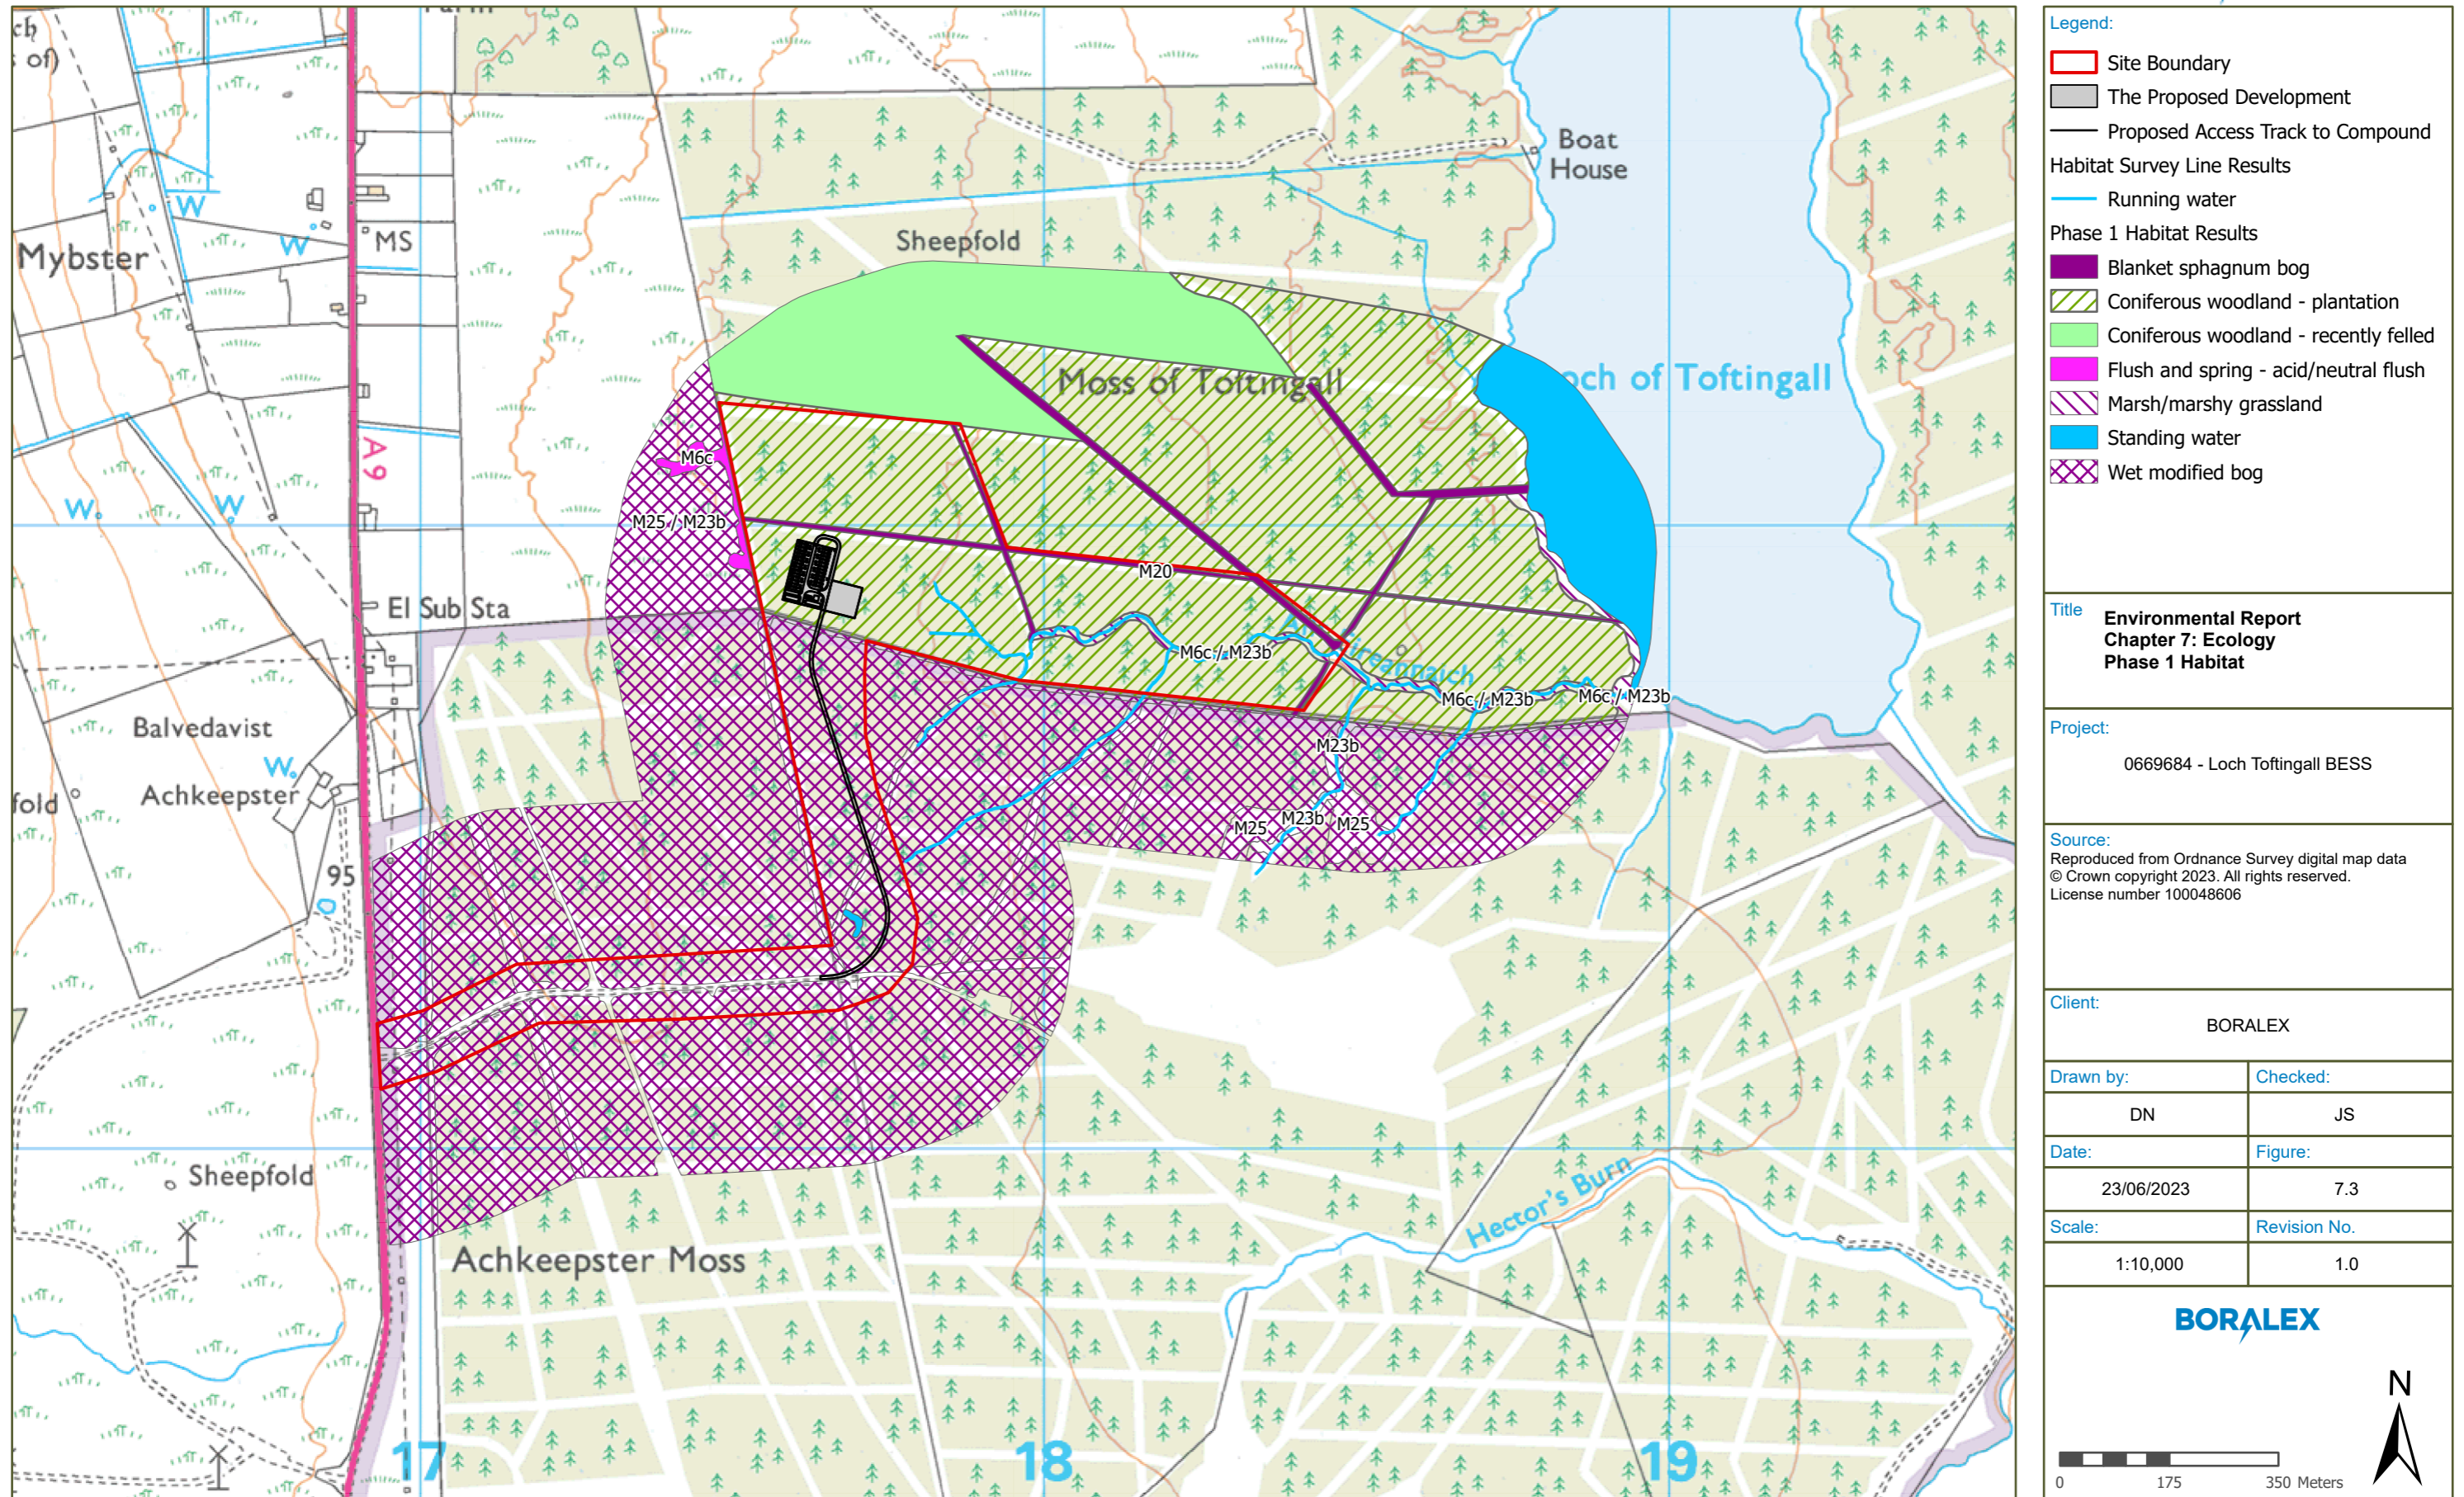 Farm
of)
Boat
House
Sheepfold
W
W
MS
Mybster
Moss of Toftingall
Loch of Toftingall
A9
M6c
W
W
M25 / M23b
M20
El Sub Sta
M6c / M23b
M6c / M23b
M6c / M23b
Balvedavist
M23b
W
Achkeepster
fold
M25
M23b
M25
95
Sheepfold
Hector's Burn
Achkeepster Moss
17
18
19
Legend:
Site Boundary
The Proposed Development
Proposed Access Track to Compound
Habitat Survey Line Results
Running water
Phase 1 Habitat Results
Blanket sphagnum bog
Coniferous woodland - plantation
Coniferous woodland - recently felled
Flush and spring - acid/neutral flush
Marsh/marshy grassland
Standing water
Wet modified bog
Title
Environmental Report
Chapter 7: Ecology
Phase 1 Habitat
Project:
0669684 - Loch Toftingall BESS
Source:
Reproduced from Ordnance Survey digital map data
© Crown copyright 2023. All rights reserved.
License number 100048606
Client:
BORALEX
Drawn by: Checked:
DN JS
Date: Figure:
23/06/2023 7.3
Scale: Revision No.
1:10,000 1.0
BORALEX
N
0 175 350 Meters